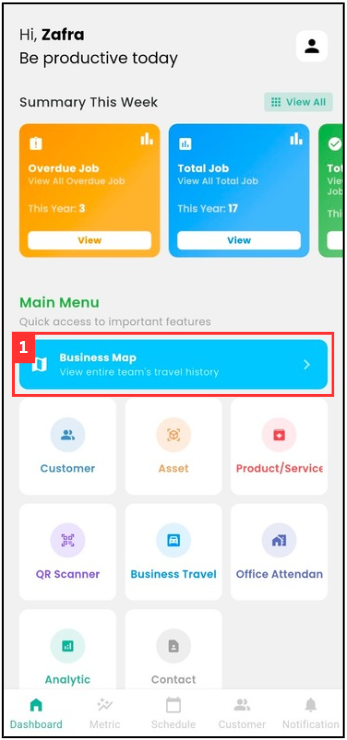 Hi, Zafra
Be productive today
Summary This Week
View All
Overdue Job
View All Overdue Job
This Year: 3
View
Total Job
View All Total Job
This Year: 17
View
Main Menu
Quick access to important features
1
Business Map
View entire team's travel history
Customer
Asset
Product/Service
QR Scanner
Business Travel
Office Attendan
Analytic
Contact
Dashboard
Metric
Schedule
Customer
Notification